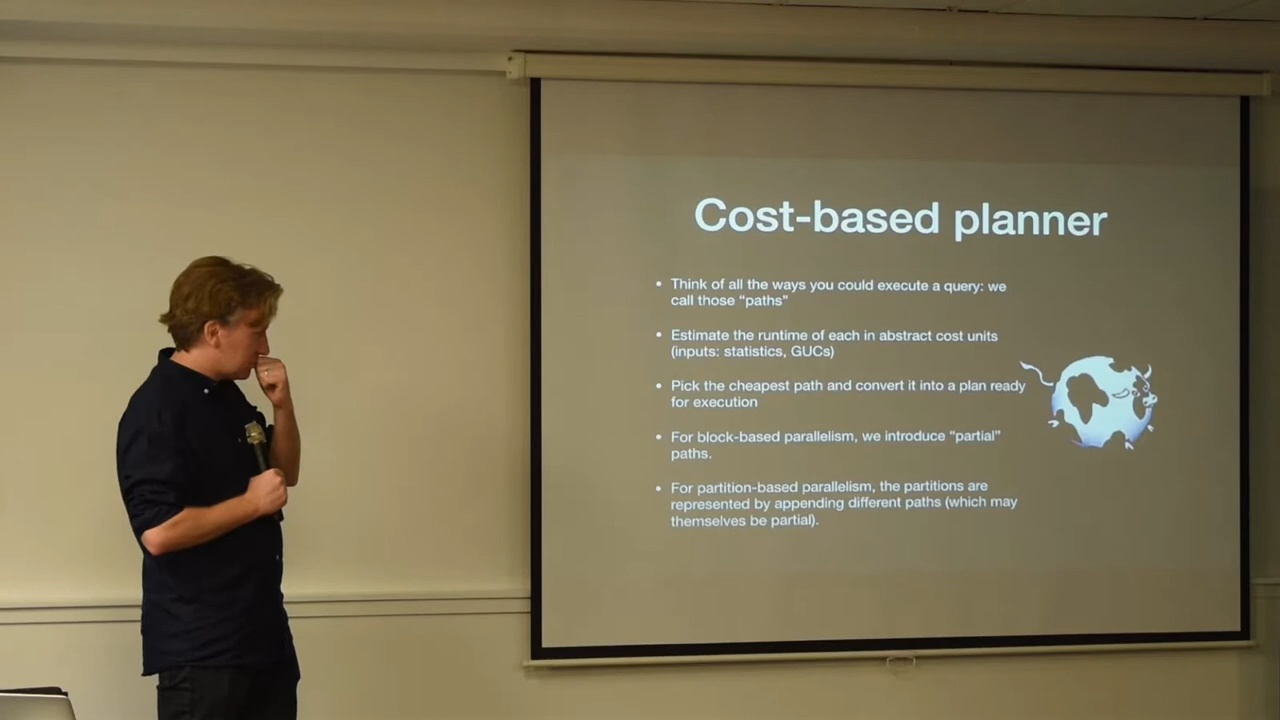 Cost-based planner
• Think of all the ways you could execute a query: we
call those “paths”
• Estimate the runtime of each in abstract cost units
(inputs: statistics, GUCs)
• Pick the cheapest path and convert it into a plan ready
for execution
• For block-based parallelism, we introduce “partial”
paths.
• For partition-based parallelism, the partitions are
represented by appending different paths (which may
themselves be partial).